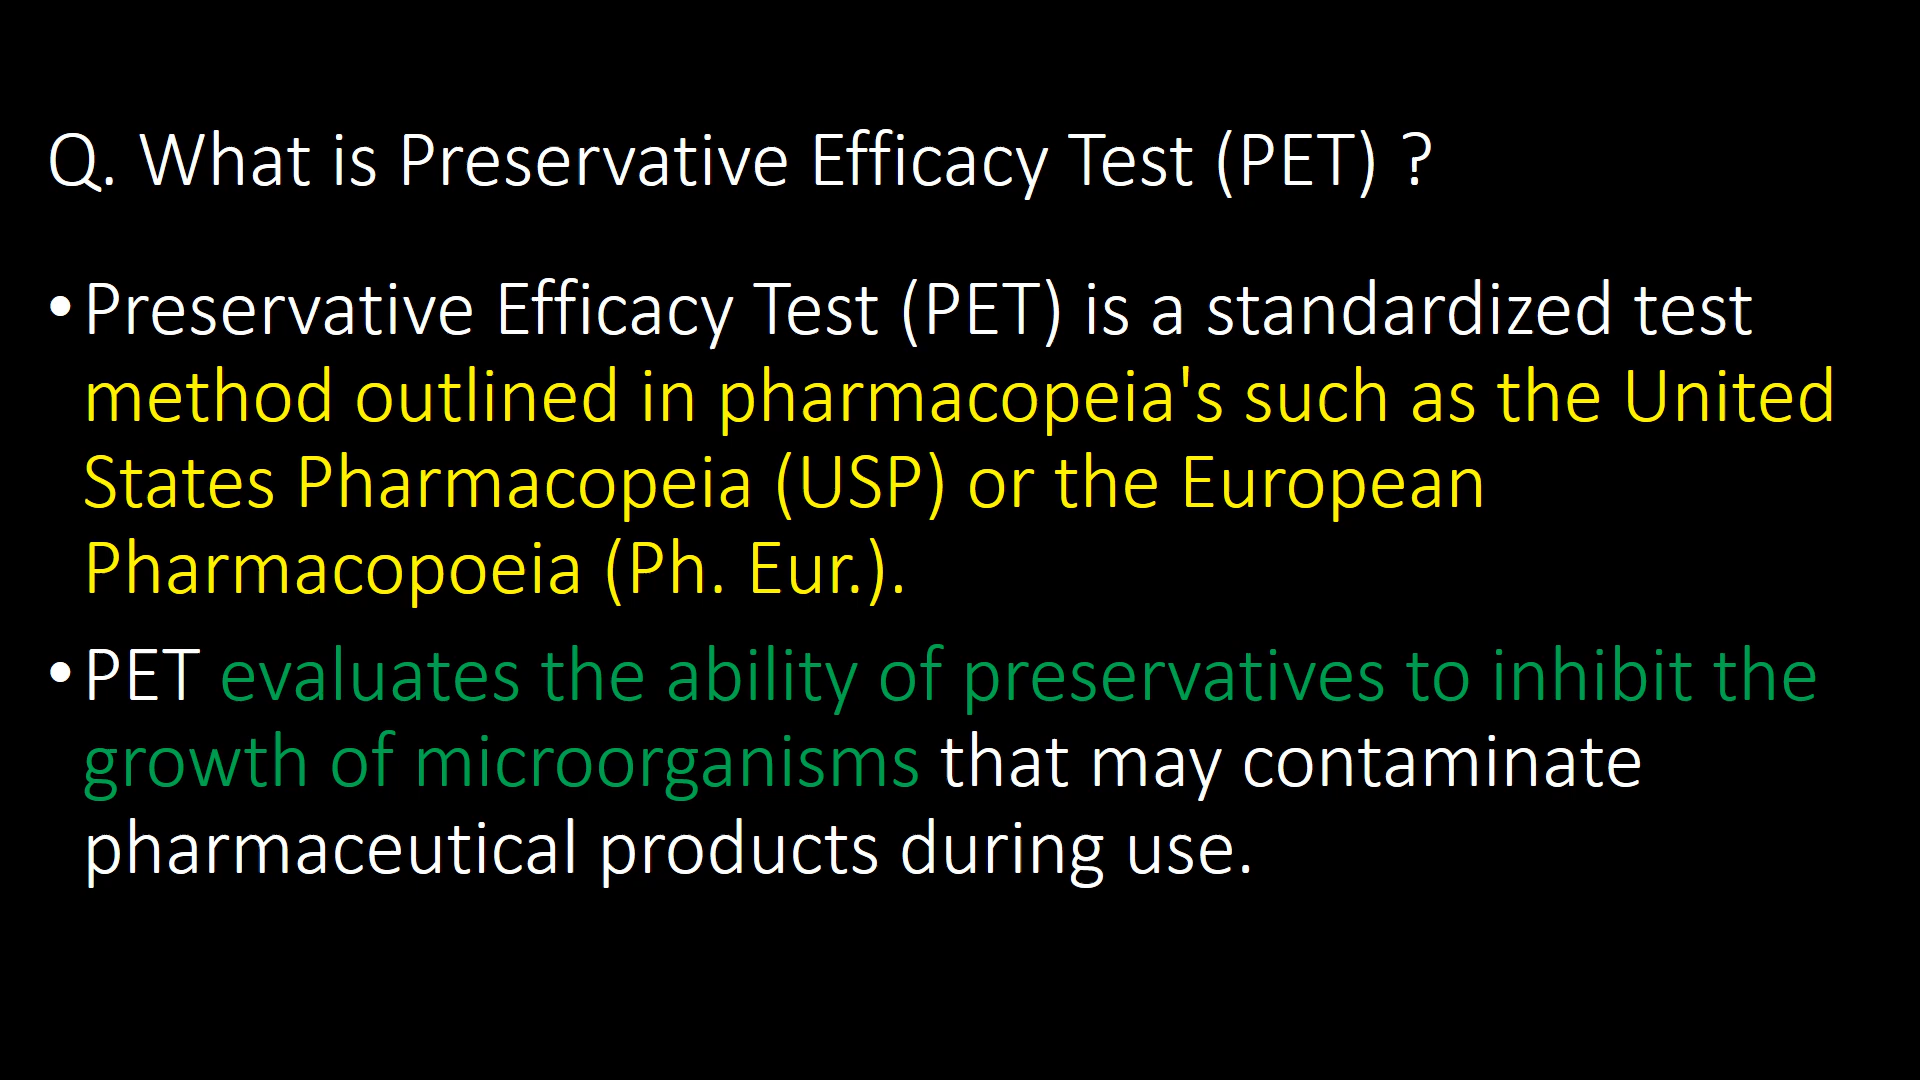 Q. What is Preservative Efficacy Test (PET) ?
•Preservative Efficacy Test (PET) is a standardized test
method outlined in pharmacopeia's such as the United
States Pharmacopeia (USP) or the European
Pharmacopoeia (Ph. Eur.).
•PET evaluates the ability of preservatives to inhibit the
growth of microorganisms that may contaminate
pharmaceutical products during use.